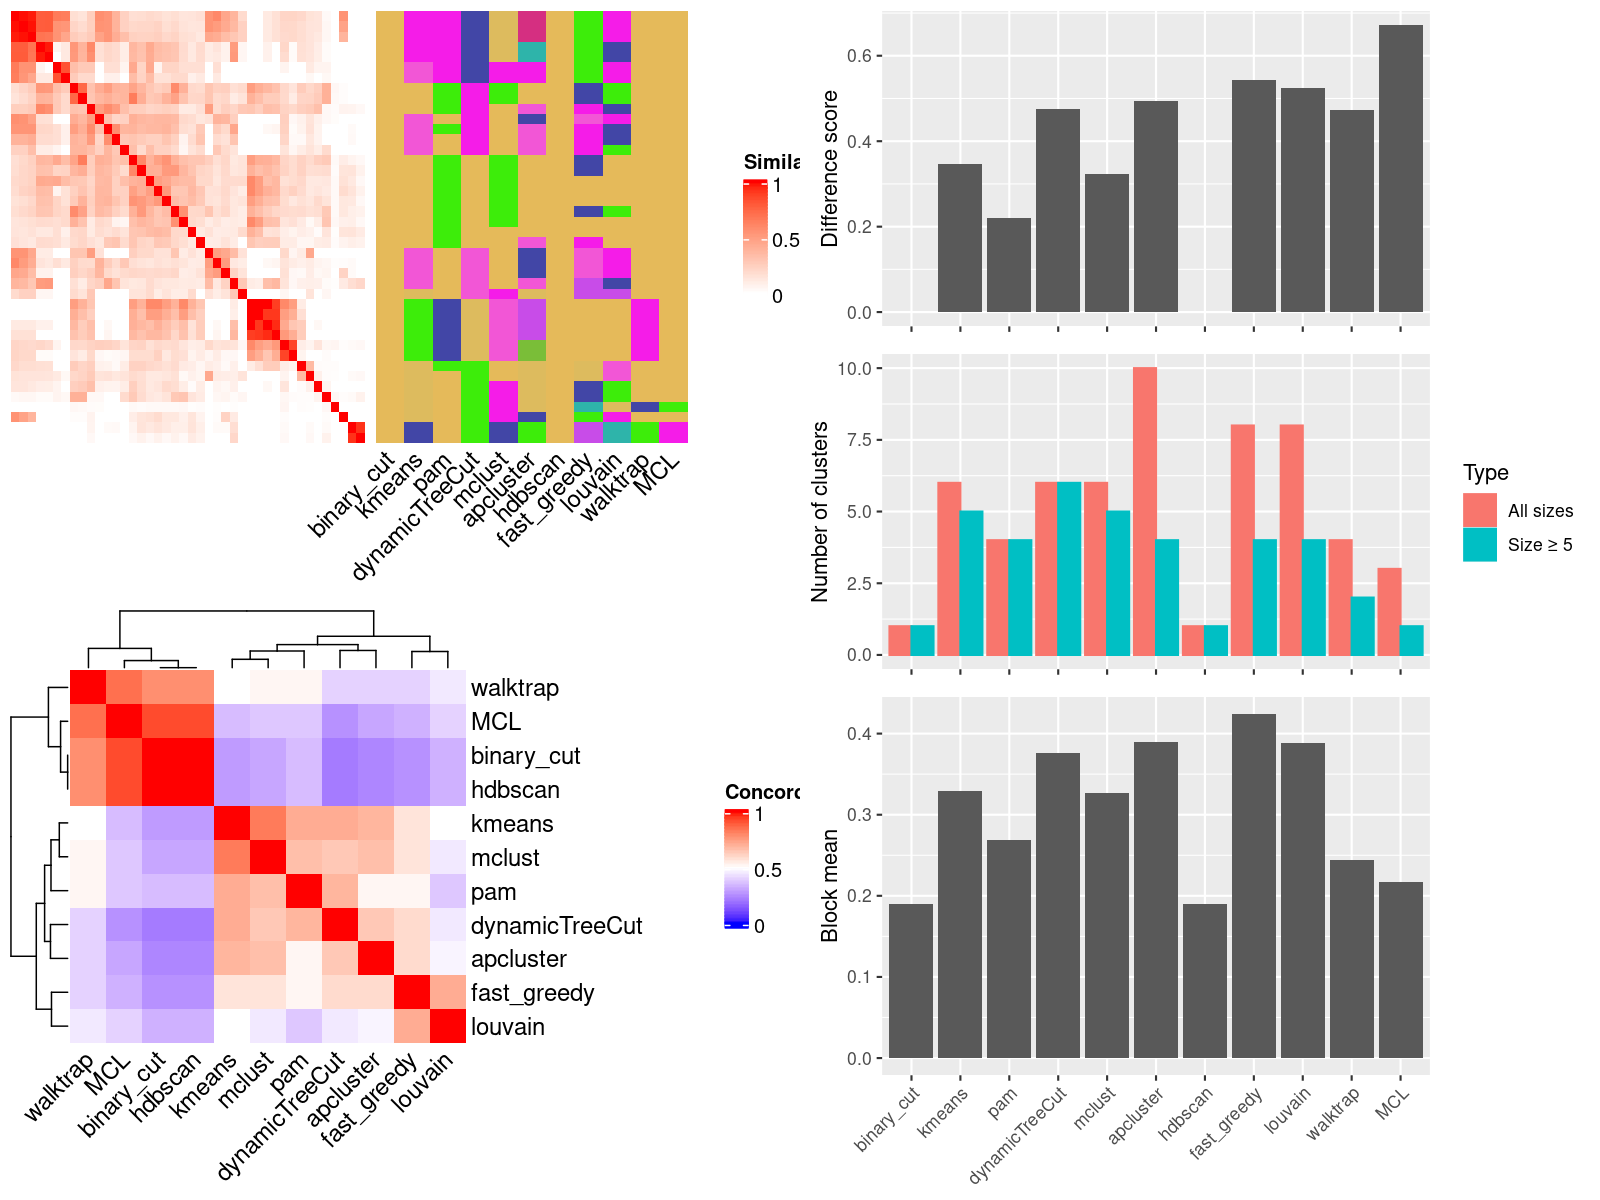 Simila
1
0.5
0
binary_cut
kmeans
pam
dynamicTreeCut
mclust
apcluster
hdbscan
fast_greedy
louvain
walktrap
MCL
walktrap
MCL
binary_cut
hdbscan
kmeans
mclust
pam
dynamicTreeCut
apcluster
fast_greedy
louvain
walktrap
MCL
binary_cut
hdbscan
kmeans
mclust
pam
dynamicTreeCut
apcluster
fast_greedy
louvain
Concord
1
0.5
0
Difference score
0.6
0.4
0.2
0.0
Number of clusters
10.0
7.5
5.0
2.5
0.0
Type
All sizes
Size ≥ 5
Block mean
0.4
0.3
0.2
0.1
0.0
binary_cut
kmeans
pam
dynamicTreeCut
mclust
apcluster
hdbscan
fast_greedy
louvain
walktrap
MCL